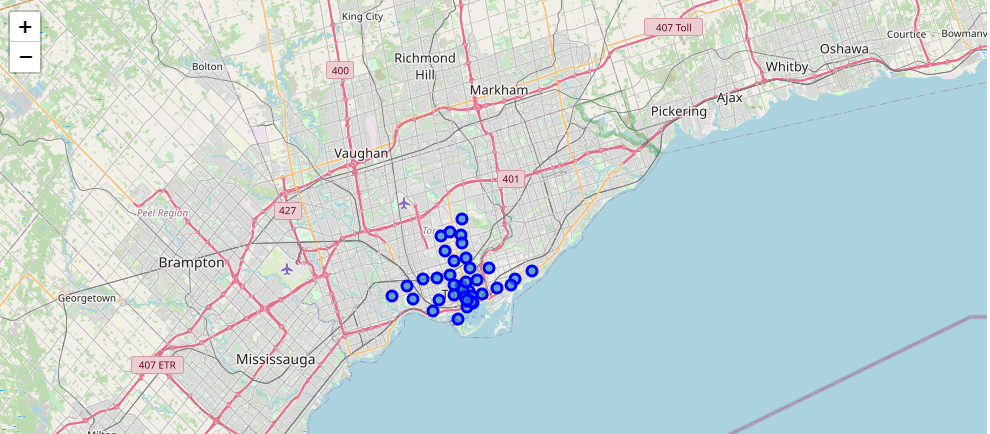 +
−
King City
407 Toll
Courtice
Bowmanv
Oshawa
Richmond
Hill
Bolton
400
Whitby
Markham
Ajax
Pickering
Vaughan
401
Peel Region
427
Brampton
Georgetown
407 ETR
Mississauga